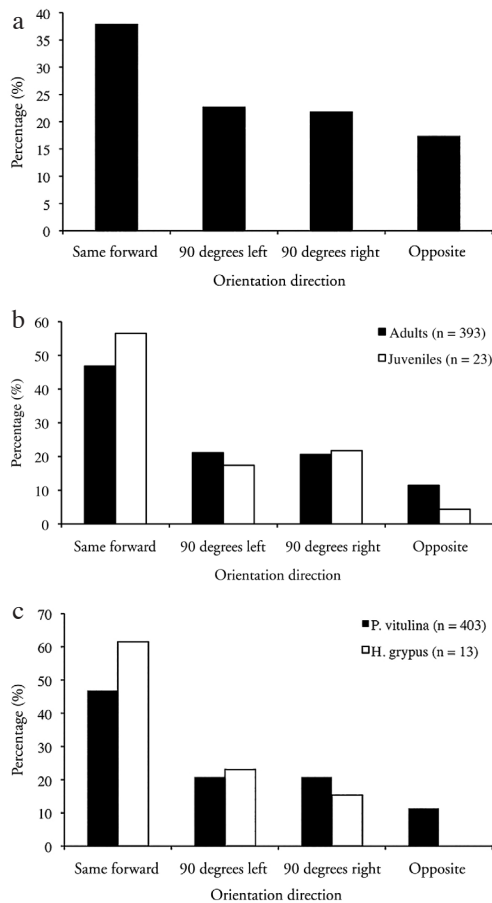 a
40
35
30
25
20
15
10
5
0
Percentage (%)
Same forward 90 degrees left 90 degrees right Opposite
Orientation direction
b
60
50
40
30
20
10
0
Percentage (%)
Adults (n = 393)
Juveniles (n = 23)
Same forward 90 degrees left 90 degrees right Opposite
Orientation direction
c
70
60
50
40
30
20
10
0
Percentage (%)
P. vitulina (n = 403)
H. grypus (n = 13)
Same forward 90 degrees left 90 degrees right Opposite
Orientation direction